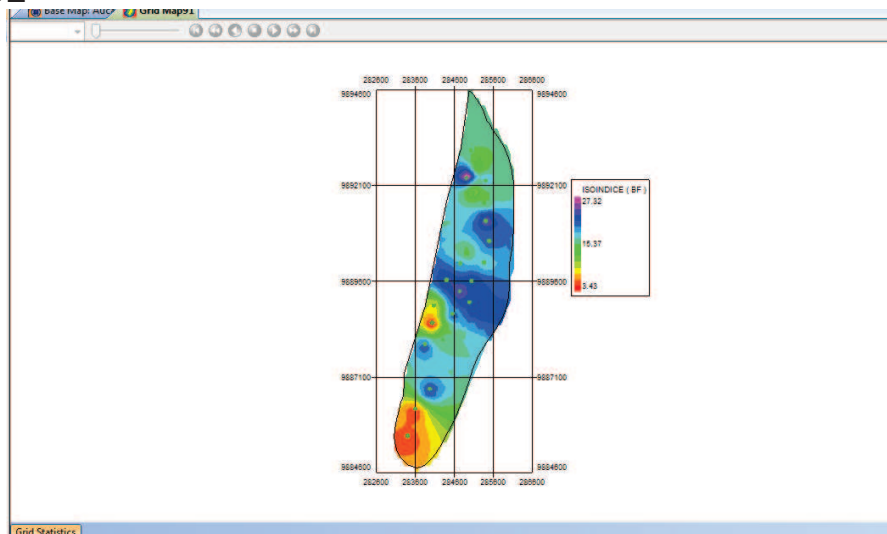 Base Map: Auca Grid Map91
282600 283600 284600 285600 286600
9894600 9894600
9892100 9892100
ISOINDICE ( BF )
27.32
15.37
3.43
9889600 9889600
9887100 9887100
9884600 9884600
282600 283600 284600 285600 286600
Grid Statistics